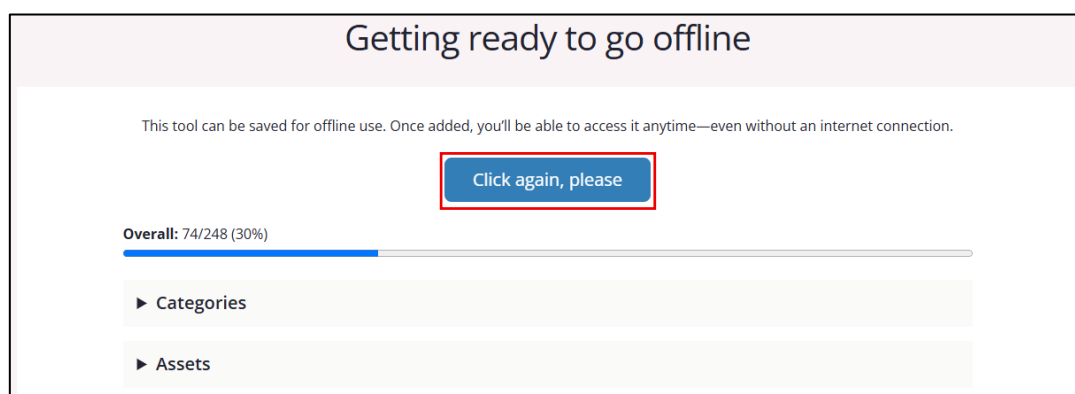 Getting ready to go offline
This tool can be saved for offline use. Once added, you'll be able to access it anytime—even without an internet connection.
Click again, please
Overall: 74/248 (30%)
Categories
Assets